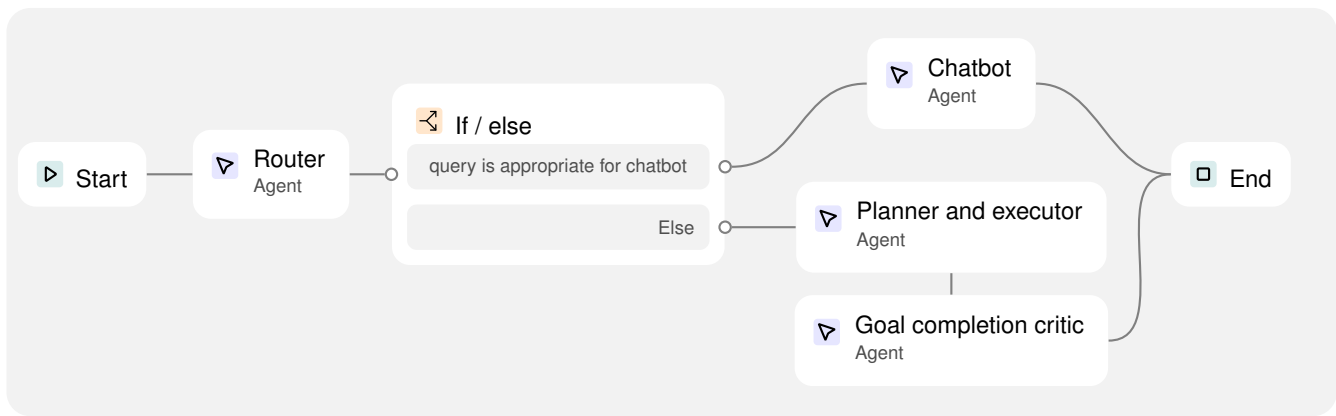 Start
Router
Agent
If / else
query is appropriate for chatbot
Else
Chatbot
Agent
Planner and executor
Agent
Goal completion critic
Agent
End